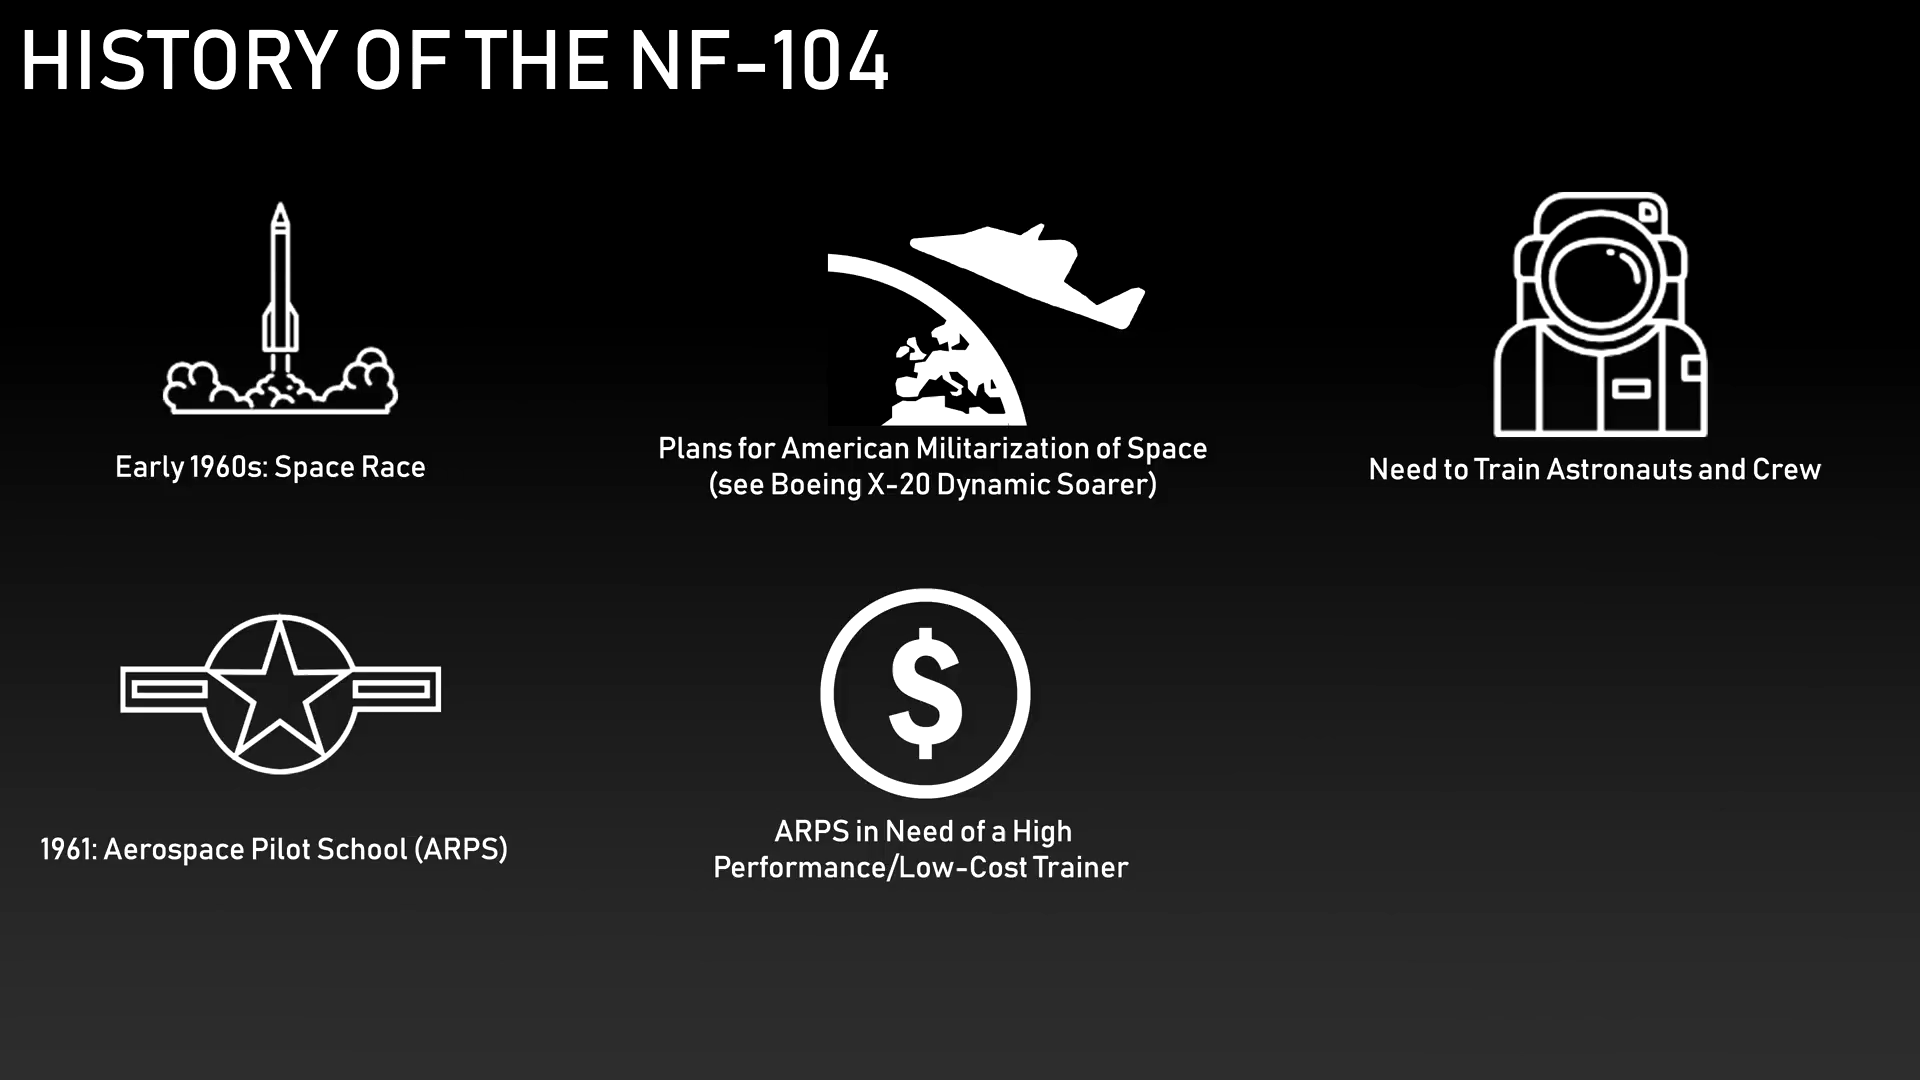 HISTORY OF THE NF-104
Early 1960s: Space Race
Plans for American Militarization of Space
(see Boeing X-20 Dynamic Soarer)
Need to Train Astronauts and Crew
1961: Aerospace Pilot School (ARPS)
$
ARPS in Need of a High
Performance/Low-Cost Trainer